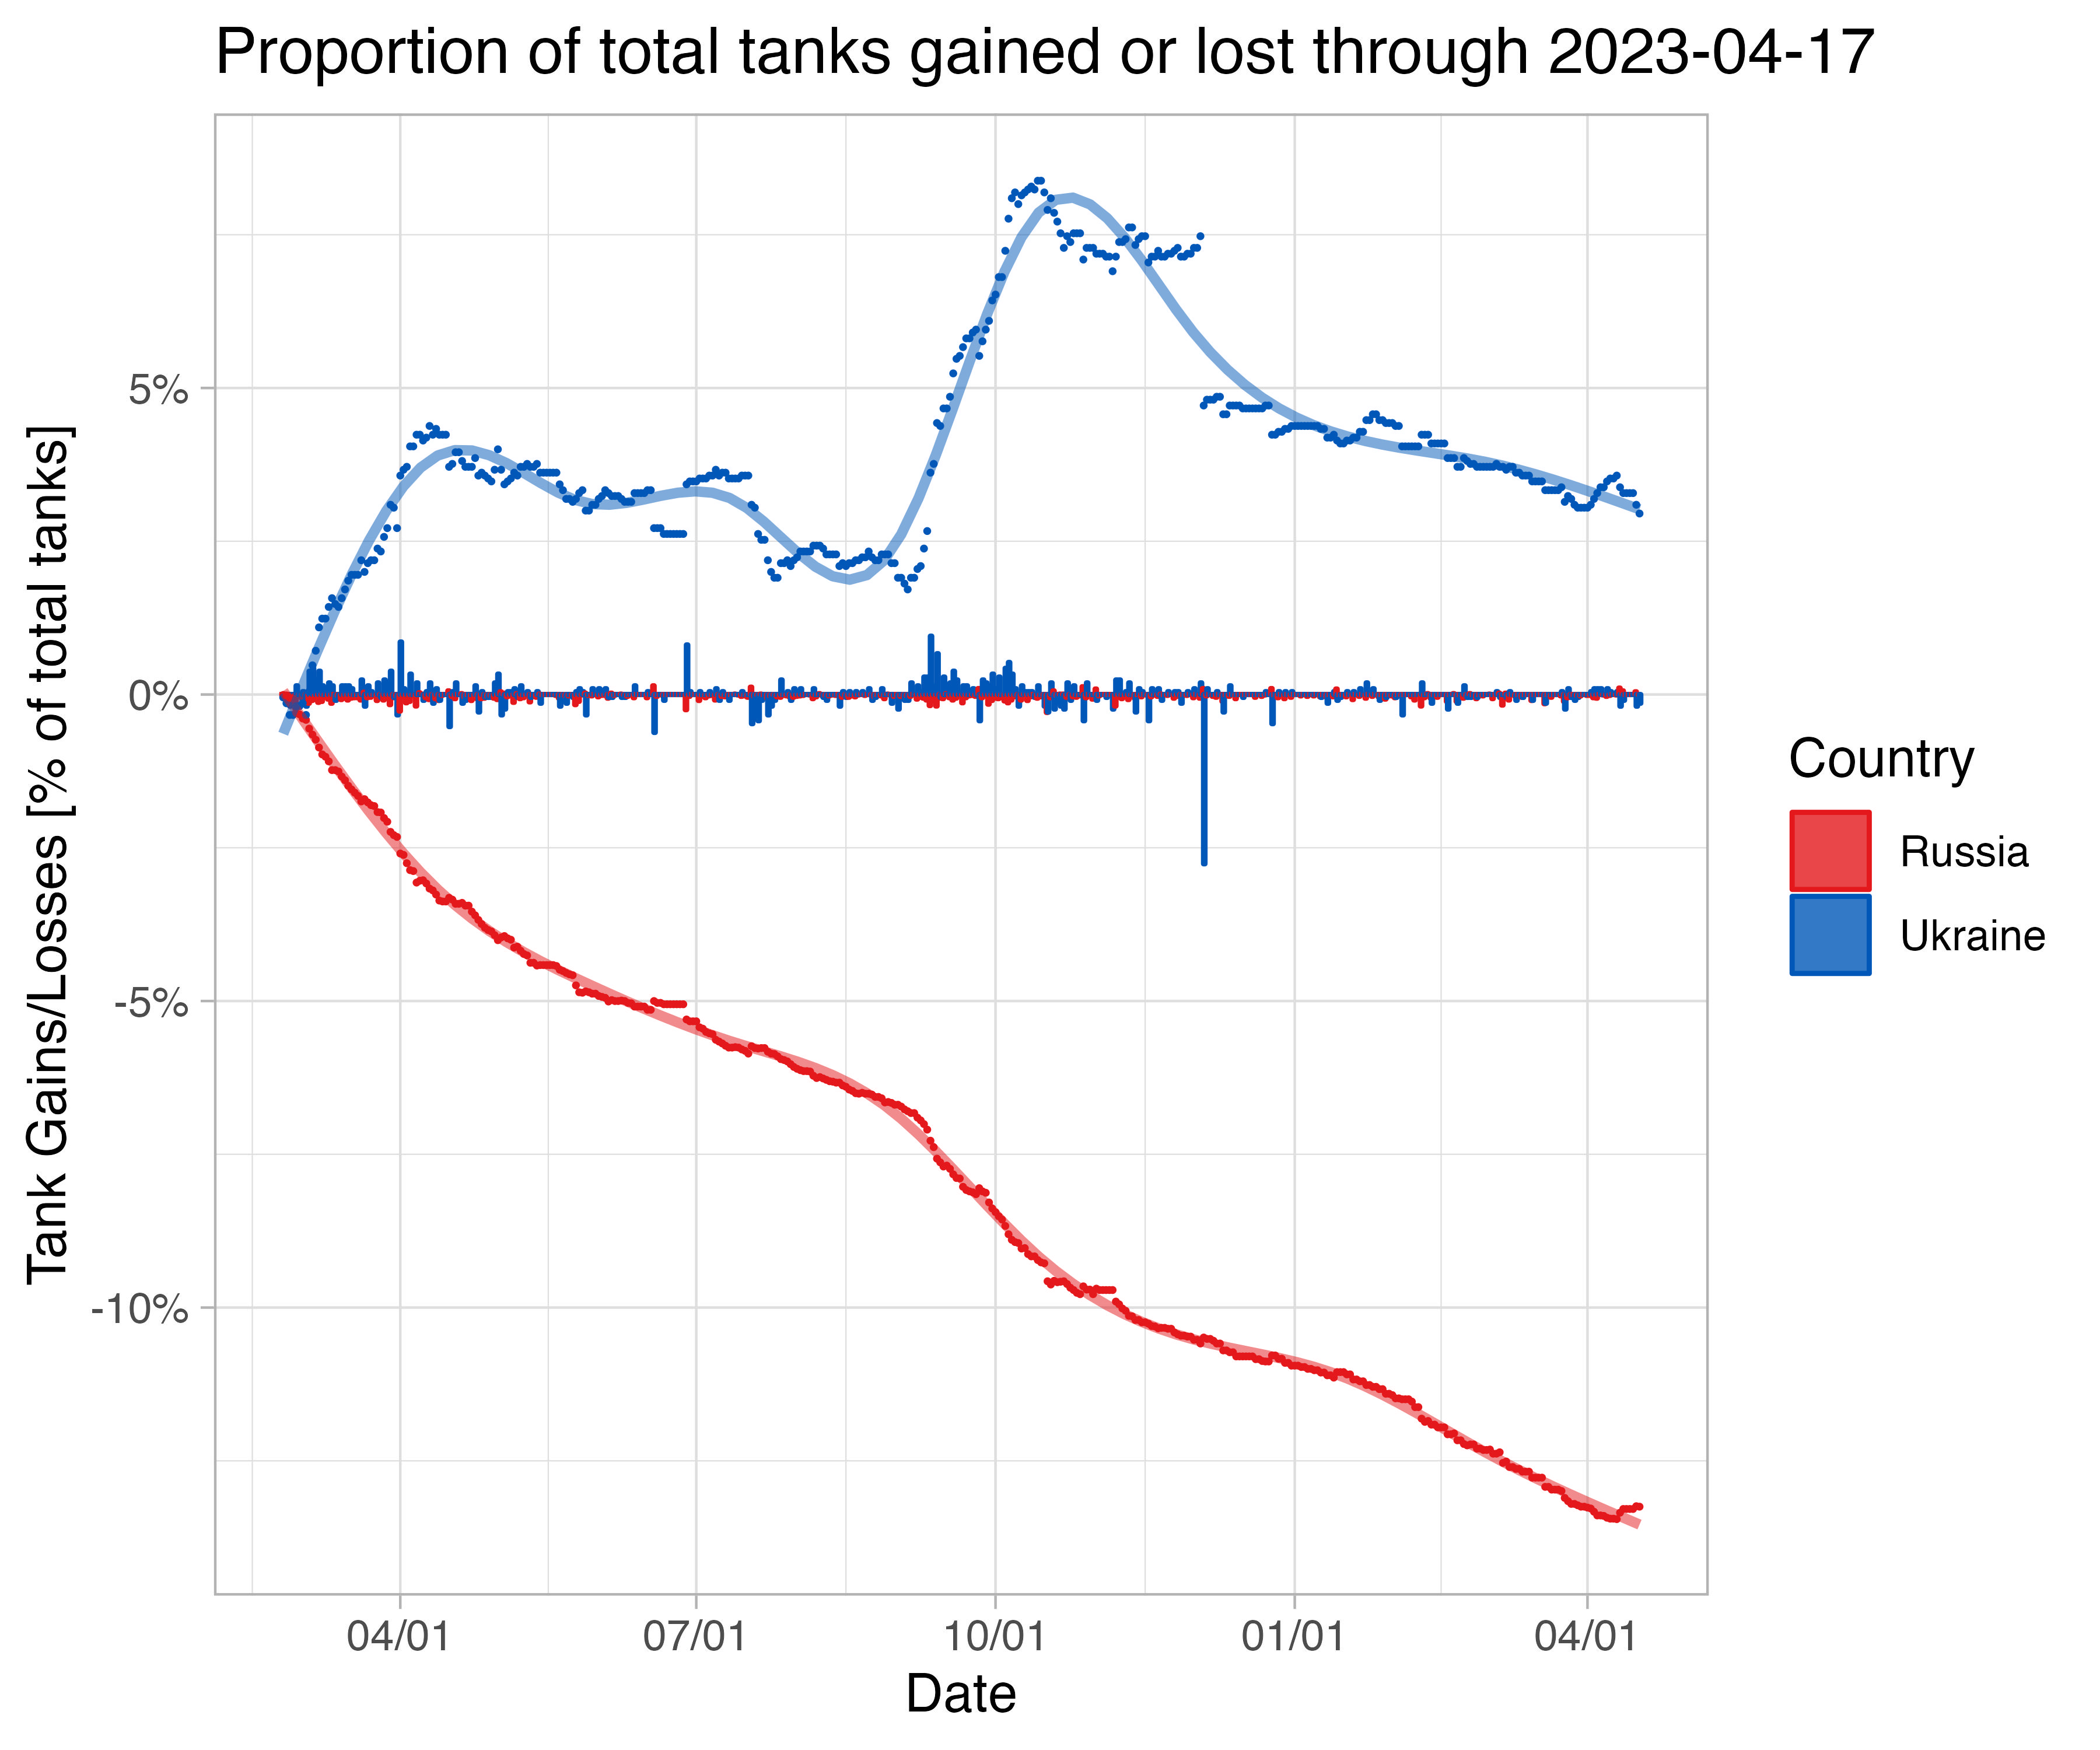 Proportion of total tanks gained or lost through 2023-04-17
Tank Gains/Losses [% of total tanks]
5%
0%
-5%
-10%
04/01
07/01
10/01
01/01
04/01
Date
Country
Russia
Ukraine